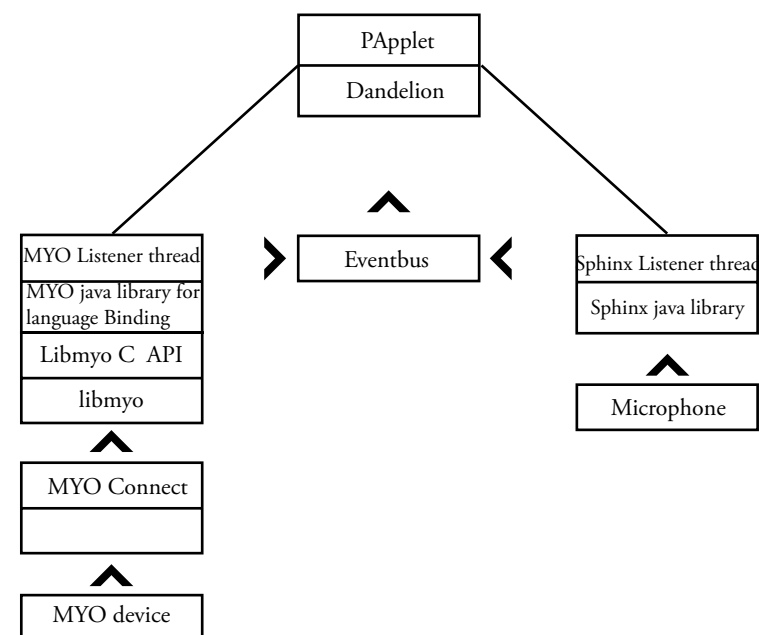 PApplet
Dandelion
MYO Listener thread
MYO java library for
language Binding
Libmyo C API
libmyo
MYO Connect
MYO device
Eventbus
Sphinx Listener thread
Sphinx java library
Microphone